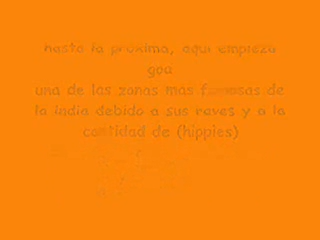 hasta la proxima, aqui empieza
goa
una de las zonas más famosas de
la india debido a sus raves y a la
cantidad de (hippies)